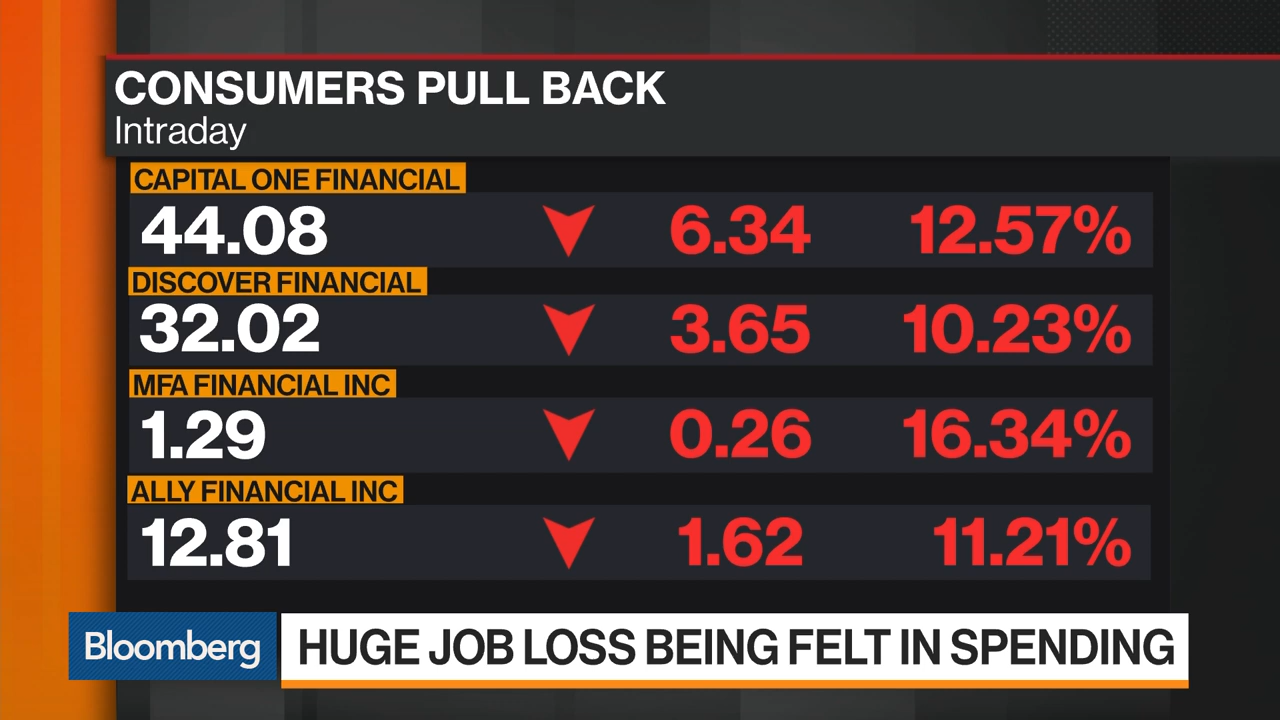 CONSUMERS PULL BACK
Intraday
CAPITAL ONE FINANCIAL
44.08 6.34 12.57%
DISCOVER FINANCIAL
32.02 3.65 10.23%
MFA FINANCIAL INC
1.29 0.26 16.34%
ALLY FINANCIAL INC
12.81 1.62 11.21%
Bloomberg HUGE JOB LOSS BEING FELT IN SPENDING